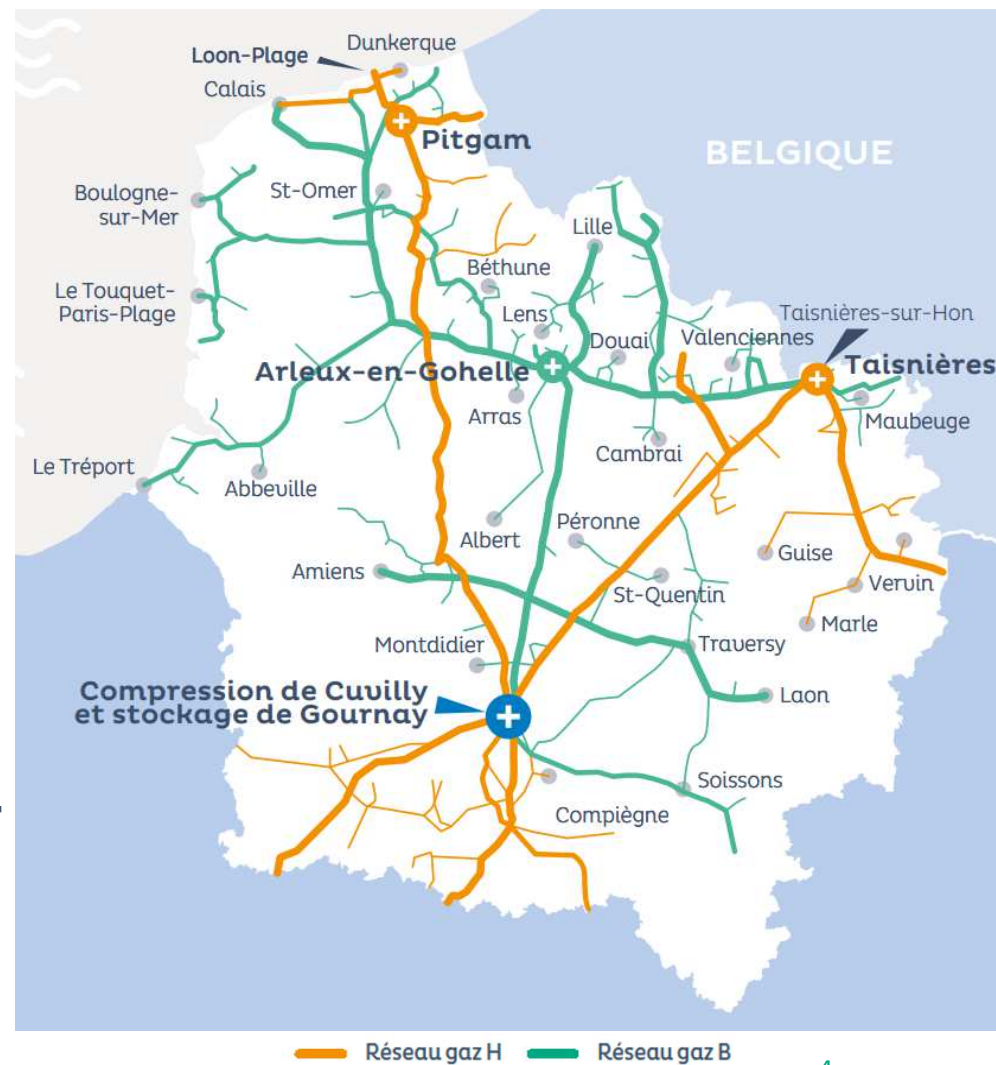 Dunkerque
Loon-Plage
Calais
Pitgam
BELGIQUE
St-Omer
Boulogne-
sur-Mer
Lille
Béthune
Le Touquet-
Paris-Plage
Lens
Douai
Valenciennes
Taisnières-sur-Hon
Arleux-en-Gohelle
Taisnières
Arras
Maubeuge
Cambrai
Le Tréport
Abbeville
Albert
Péronne
Guise
Amiens
St-Quentin
Vervin
Marle
Montdidier
Traversy
Compression de Cuvilly
et stockage de Gournay
Laon
Soissons
Compiègne
Réseau gaz H
Réseau gaz B